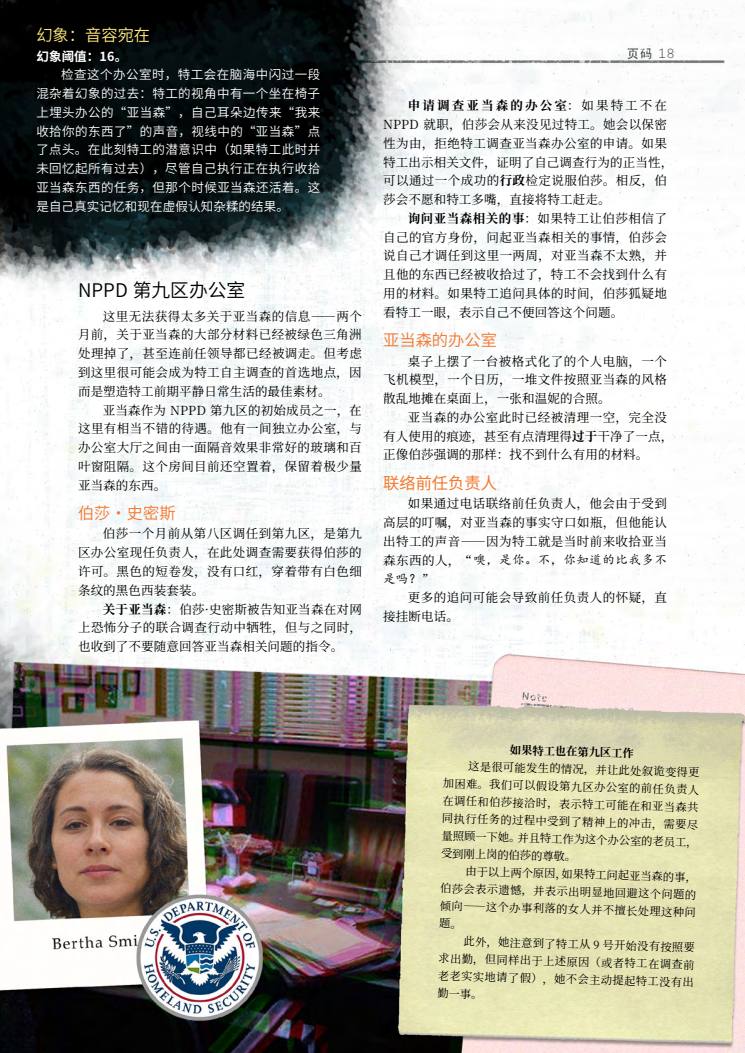 幻象：音容宛在
幻象阈值：16。
检查这个办公室时，特工会在脑海中闪过一段
混杂着幻象的过去：特工的视角中有一个坐在椅子
上埋头办公的“亚当森”，自己耳朵边传来“我来
收拾你的东西了”的声音，视线中的“亚当森”点
了点头。在此刻特工的潜意识中（如果特工此时并
未回忆起所有过去），尽管自己执行正在执行收拾
亚当森东西的任务，但那个时候亚当森还活着。这
是自己真实记忆和现在虚假认知杂糅的结果。
页码 18
NPPD 第九区办公室
这里无法获得太多关于亚当森的信息——两个
月前，关于亚当森的大部分材料已经被绿色三角洲
处理掉了，甚至连前任领导都已经被调走。但考虑
到这里很可能会成为特工自主调查的首选地点，因
而是塑造特工前期平静日常生活的最佳素材。
亚当森作为 NPPD 第九区的初始成员之一，在
这里有相当不错的待遇。他有一间独立办公室，与
办公室大厅之间由一面隔音效果非常好的玻璃和百
叶窗阻隔。这个房间目前还空置着，保留着极少量
亚当森的东西。
伯莎·史密斯
伯莎一个月前从第八区调任到第九区，是第九
区办公室现任负责人，在此处调查需要获得伯莎的
许可。黑色的短卷发，没有口红，穿着带有白色细
条纹的黑色西装套装。
关于亚当森：伯莎·史密斯被告知亚当森在对网
上恐怖分子的联合调查行动中牺牲，但与之同时，
也收到了不要随意回答亚当森相关问题的指令。
申请调查亚当森的办公室：如果特工不在
NPPD 就职，伯莎会从来没见过特工。她会以保密
性为由，拒绝特工调查亚当森办公室的申请。如果
特工出示相关文件，证明了自己调查行为的正当性，
可以通过一个成功的行政检定说服伯莎。相反，伯
莎会不愿和特工多嘴，直接将特工赶走。
询问亚当森相关的事：如果特工让伯莎相信了
自己的官方身份，问起亚当森相关的事情，伯莎会
说自己才调任到这里一两周，对亚当森不太熟，并
且他的东西已经被收拾过了，特工不会找到什么有
用的材料。如果特工追问具体的时间，伯莎狐疑地
看特工一眼，表示自己不便回答这个问题。
亚当森的办公室
桌子上摆了一台被格式化了的个人电脑，一个
飞机模型，一个日历，一堆文件按照亚当森的风格
散乱地摊在桌面上，一张和温妮的合照。
亚当森的办公室此时已经被清理一空，完全没
有人使用的痕迹，甚至有点清理得过于干净了一点，
正像伯莎强调的那样：找不到什么有用的材料。
联络前任负责人
如果通过电话联络前任负责人，他会由于受到
高层的叮嘱，对亚当森的事实守口如瓶，但他能认
出特工的声音——因为特工就是当时前来收拾亚当
森东西的人，“噢，是你。不，你知道的比我多不
是吗？”
更多的追问可能会导致前任负责人的怀疑，直
接挂断电话。
Note
如果特工也在第九区工作
这是很可能发生的情况，并让此处叙诡变得更
加困难。我们可以假设第九区办公室的前任负责人
在调任和伯莎接洽时，表示特工可能在和亚当森共
同执行任务的过程中受到了精神上的冲击，需要尽
量照顾一下她。并且特工作为这个办公室的老员工，
受到刚上岗的伯莎的尊敬。
由于以上两个原因，如果特工问起亚当森的事，
伯莎会表示遗憾，并表示出明显地回避这个问题的
倾向——这个办事利落的女人并不擅长处理这种问
题。
此外，她注意到了特工从 9 号开始没有按照要
求出勤，但同样出于上述原因（或者特工在调查前
老老实实地请了假），她不会主动提起特工没有出
勤一事。
Bertha Smi
U.S. DEPARTMENT OF
HOMELAND SECURITY